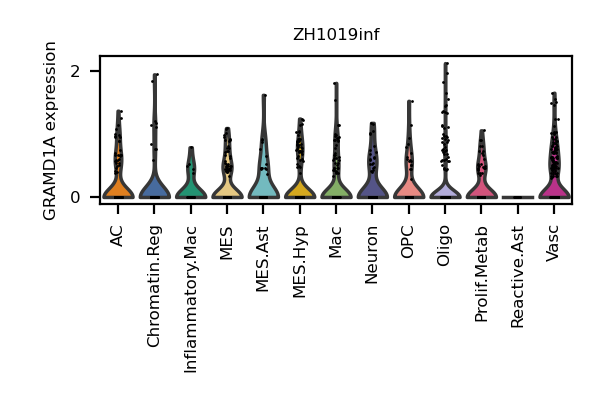 ZH1019inf
GRAMD1A expression
2
0
AC
Chromatin.Reg
Inflammatory.Mac
MES
MES.Ast
MES.Hyp
Mac
Neuron
OPC
Oligo
Prolif.Metab
Reactive.Ast
Vasc